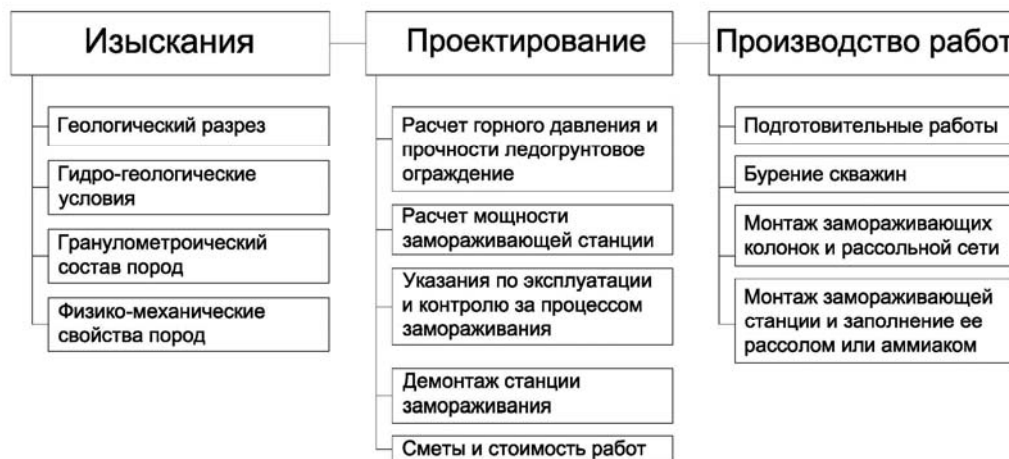 Изыскания
Геологический разрез
Гидро-геологические
условия
Гранулометроический
состав пород
Физико-механические
свойства пород
Проектирование
Расчет горного давления и
прочности ледогрунтовое
ограждение
Расчет мощности
замораживающей станции
Указания по эксплуатации
и контролю за процессом
замораживания
Демонтаж станции
замораживания
Сметы и стоимость работ
Производство работ
Подготовительные работы
Бурение скважин
Монтаж замораживающих
колонок и рассольной сети
Монтаж замораживающей
станции и заполнение ее
рассолом или аммиаком